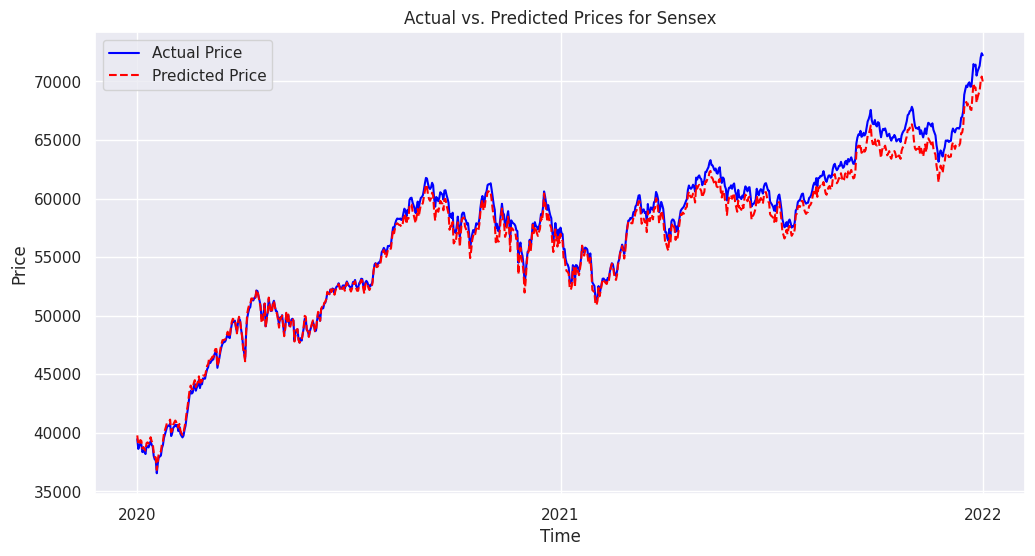 Actual vs. Predicted Prices for Sensex
Actual Price
Predicted Price
70000
65000
60000
55000
50000
45000
40000
35000
Price
2020
2021
2022
Time